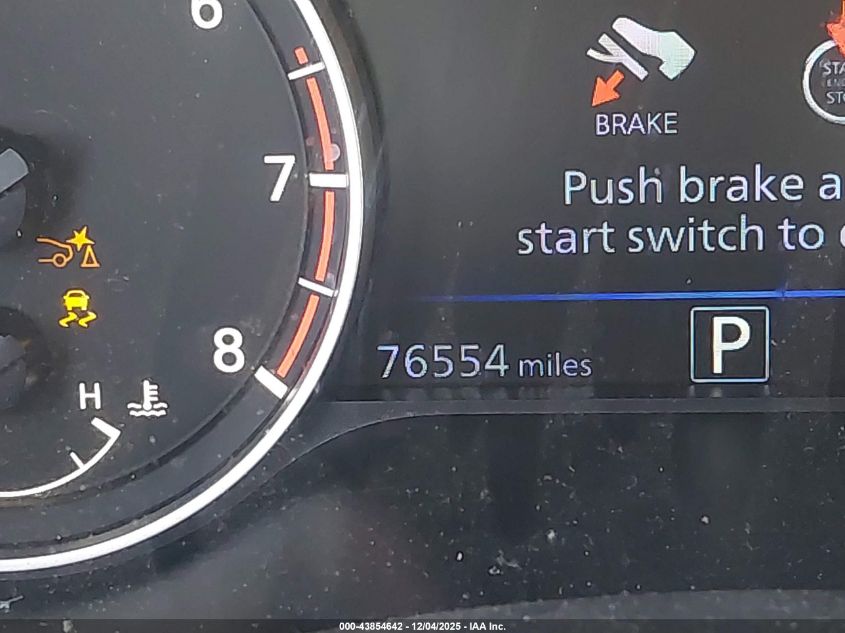 6
7
8
H
BRAKE
Push brake a
start switch to
76554 miles
P
000-43854642 - 12/04/2025 - IAA Inc.